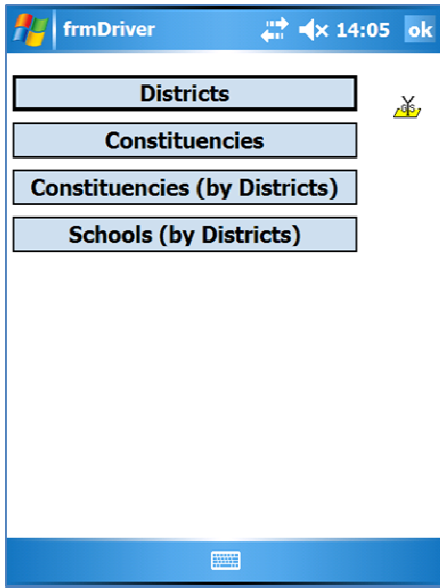 frmDriver 14:05 ok
Districts
Constituencies
Constituencies (by Districts)
Schools (by Districts)